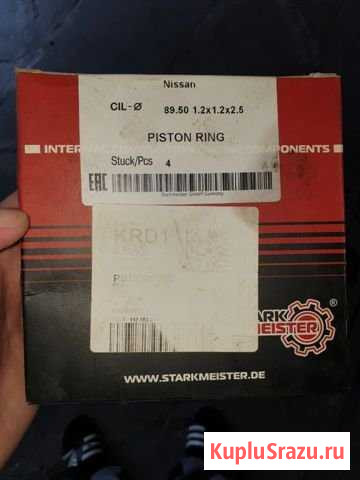 Nissan
CIL-Ø 89.50 1.2x1.2x2.5
PISTON RING
Stuck/Pcs 4
EAC
COMPONENTS
KRD1
STARK
MEISTER
WWW.STARKMEISTER.DE
KupluSrazu.ru